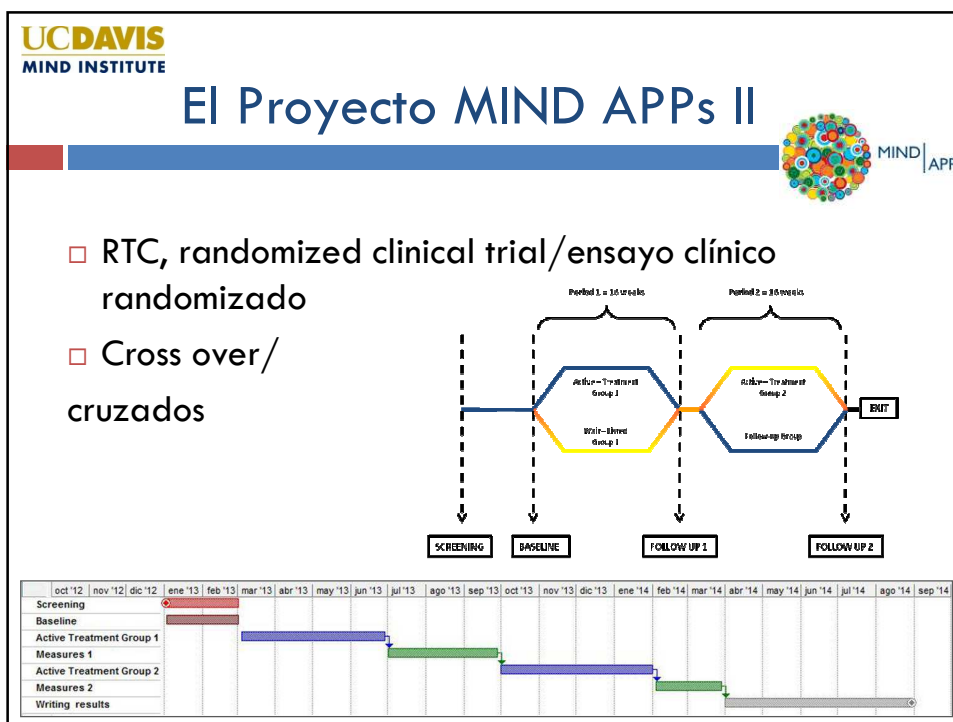 UCDAVIS
MIND INSTITUTE
El Proyecto MIND APPs II
MIND APP
□ RTC, randomized clinical trial/ensayo clínico
randomizado
□ Cross over/
cruzados
Period 1 = 16 weeks
Period 2 = 16 weeks
Active-Treatment
Group 1
Active-Treatment
Group 2
Group 1
Follow-up Group
EXIT
SCREENING
BASELINE
FOLLOW UP 1
FOLLOW UP 2
oct '12 nov '12 dic '12 ene '13 feb '13 mar '13 abr '13 may '13 jun '13 jul '13 ago '13 sep '13 oct '13 nov '13 dic '13 ene '14 feb '14 mar '14 abr '14 may '14 jun '14 jul '14 ago '14 sep '14
Screening
Baseline
Active Treatment Group 1
Measures 1
Active Treatment Group 2
Measures 2
Writing results